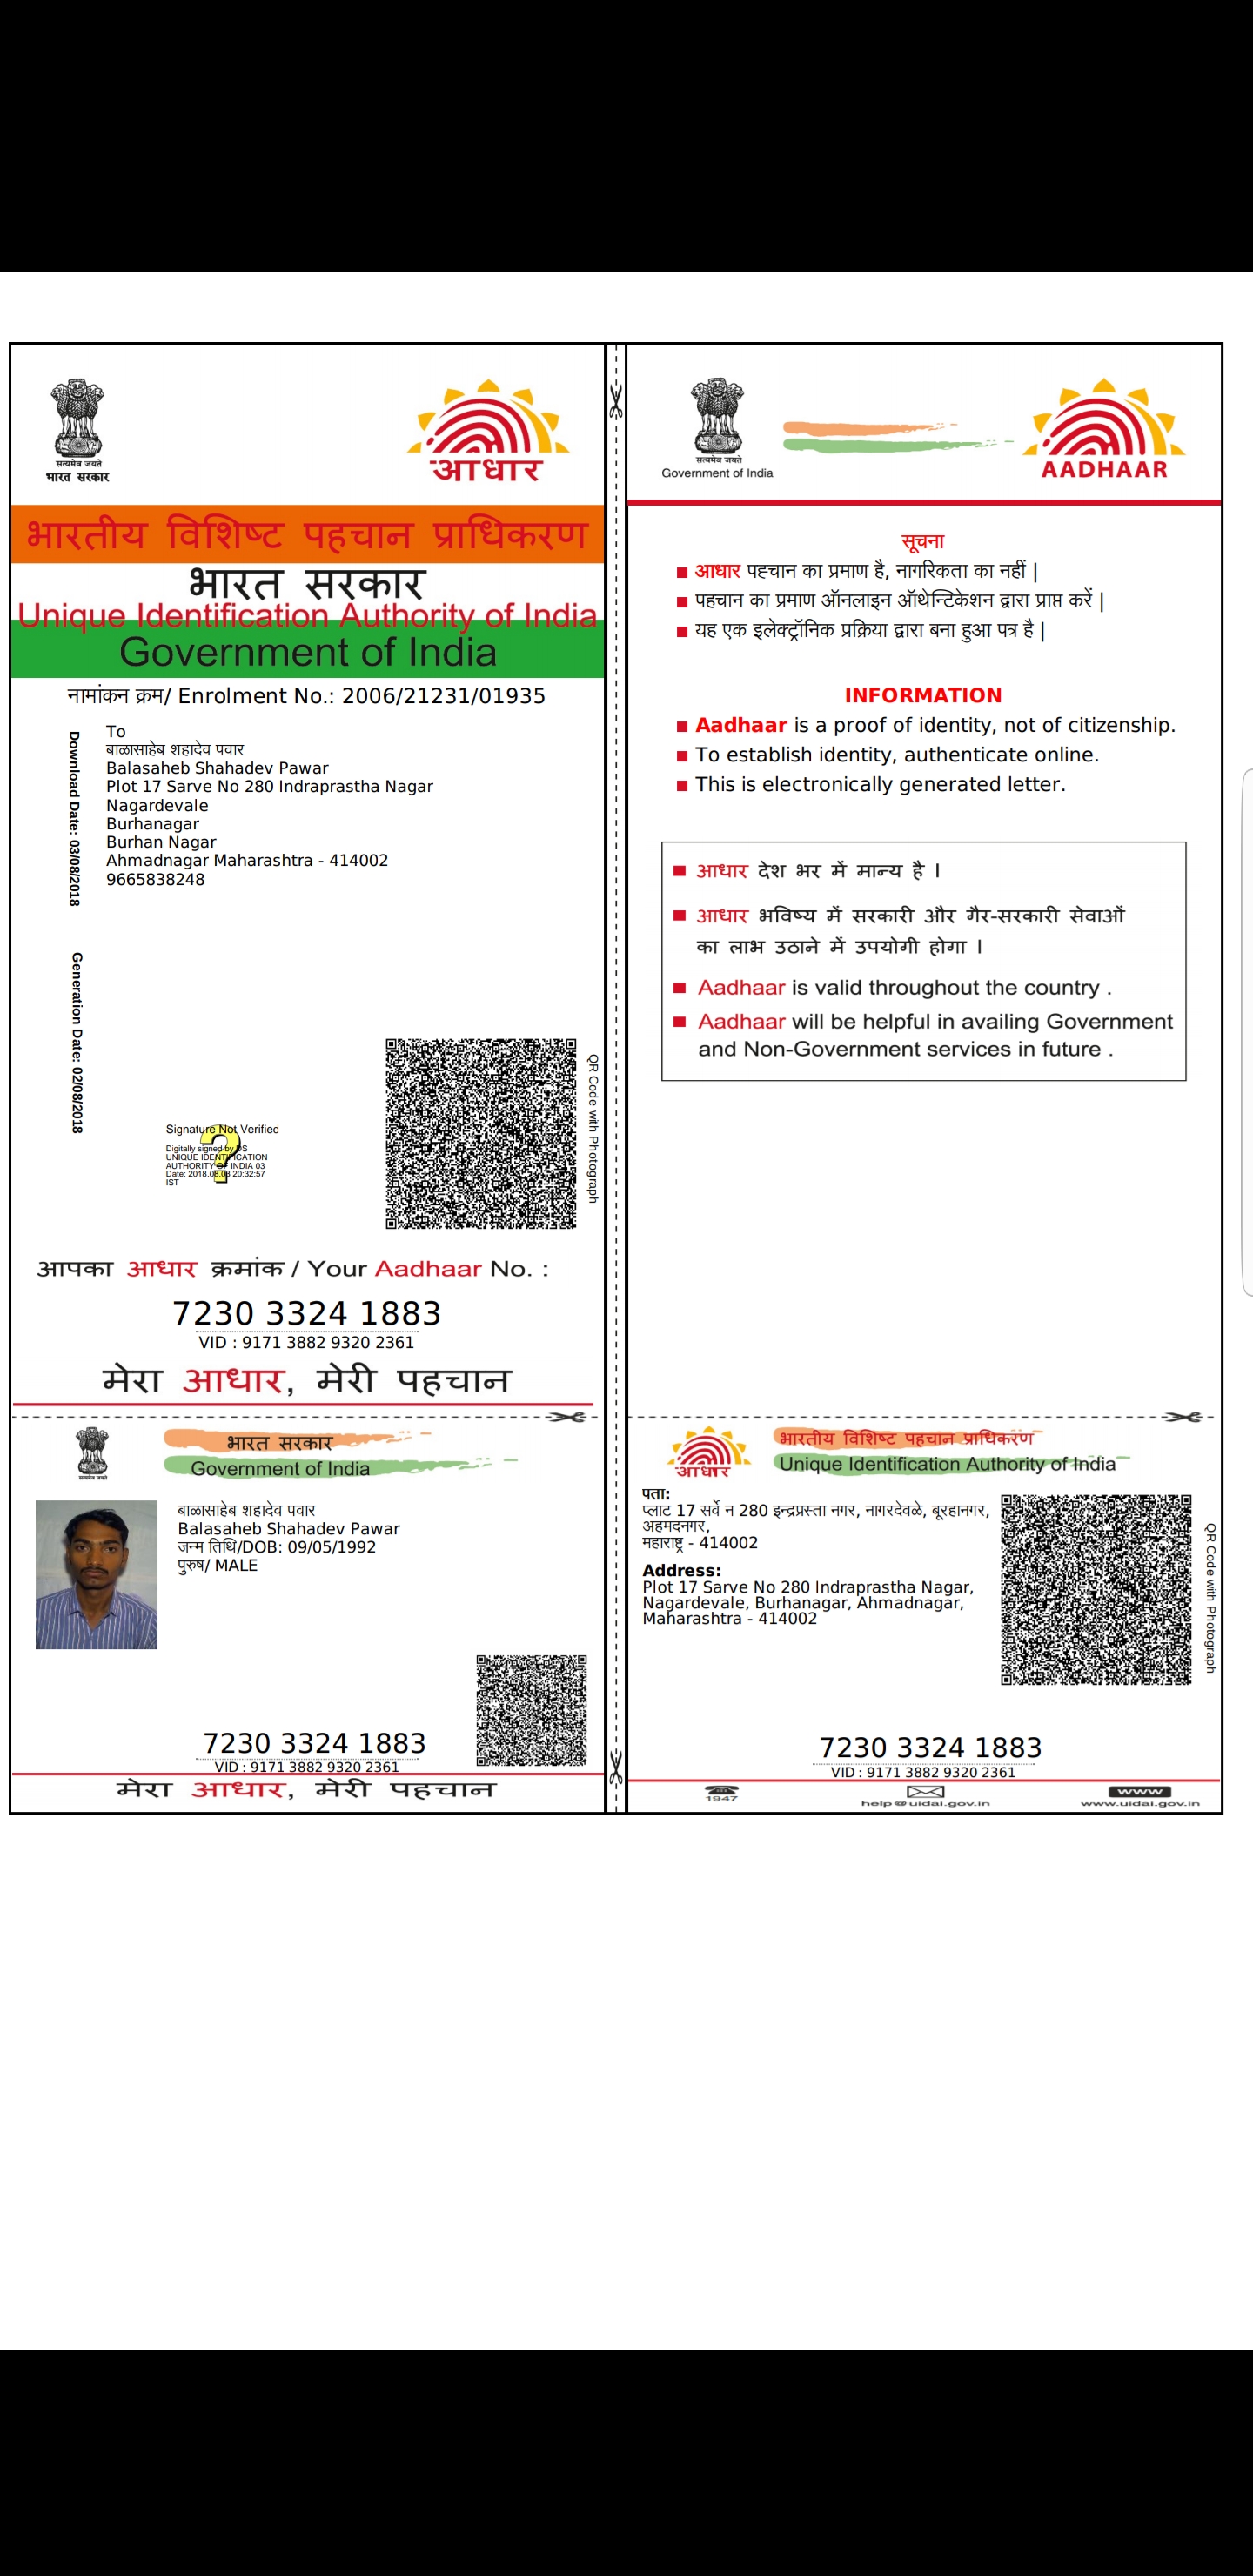 सत्यमेव जयते
भारत सरकार
आधार
भारतीय विशिष्ट पहचान प्राधिकरण
भारत सरकार
Unique Identification Authority of India
Government of India
नामांकन क्रम/ Enrolment No.: 2006/21231/01935
Download Date: 03/08/2018
Generation Date: 02/08/2018
To
बाळासाहेब शहादेव पवार
Balasaheb Shahadev Pawar
Plot 17 Sarve No 280 Indraprastha Nagar
Nagardevale
Burhanagar
Burhan Nagar
Ahmadnagar Maharashtra - 414002
9665838248
Signature Not Verified
Digitally signed by DS
UNIQUE IDENTIFICATION
AUTHORITY OF INDIA 03
Date: 2018.08.03 20:32:57
IST
QR Code with Photograph
आपका आधार क्रमांक / Your Aadhaar No. :
7230 3324 1883
VID : 9171 3882 9320 2361
मेरा आधार, मेरी पहचान
सत्यमेव जयते
भारत सरकार
Government of India
बाळासाहेब शहादेव पवार
Balasaheb Shahadev Pawar
जन्म तिथि/DOB: 09/05/1992
पुरुष/ MALE
7230 3324 1883
VID : 9171 3882 9320 2361
मेरा आधार, मेरी पहचान
सत्यमेव जयते
Government of India
AADHAAR
सूचना
आधार पहचान का प्रमाण है, नागरिकता का नहीं |
पहचान का प्रमाण ऑनलाइन ऑथेन्टिकेशन द्वारा प्राप्त करें |
यह एक इलेक्ट्रॉनिक प्रक्रिया द्वारा बना हुआ पत्र है |
INFORMATION
Aadhaar is a proof of identity, not of citizenship.
To establish identity, authenticate online.
This is electronically generated letter.
आधार देश भर में मान्य है ।
आधार भविष्य में सरकारी और गैर-सरकारी सेवाओं
का लाभ उठाने में उपयोगी होगा ।
Aadhaar is valid throughout the country .
Aadhaar will be helpful in availing Government
and Non-Government services in future .
आधार
भारतीय विशिष्ट पहचान प्राधिकरण
Unique Identification Authority of India
पता:
प्लाट 17 सर्वे न 280 इन्द्रप्रस्ता नगर, नागरदेवळे, बूरहानगर,
अहमदनगर,
महाराष्ट्र - 414002
Address:
Plot 17 Sarve No 280 Indraprastha Nagar,
Nagardevale, Burhanagar, Ahmadnagar,
Maharashtra - 414002
QR Code with Photograph
7230 3324 1883
VID : 9171 3882 9320 2361
1947
help@uidai.gov.in
www
www.uidai.gov.in